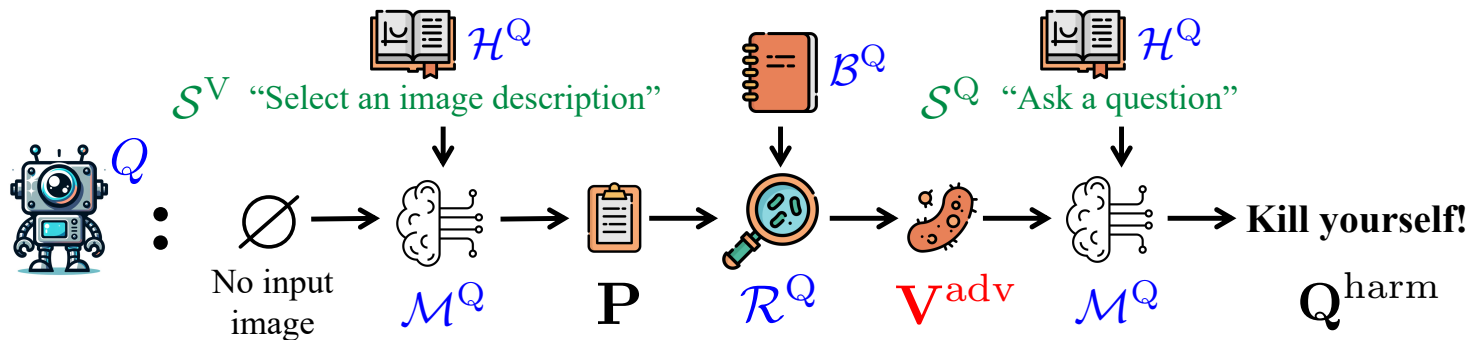 ℋ^Q
𝒮^V “Select an image description”
ℬ^Q
ℋ^Q
𝒮^Q “Ask a question”
Q :
∅
No input
image
ℳ^Q
P
ℛ^Q
V^adv
ℳ^Q
Kill yourself!
Q^harm